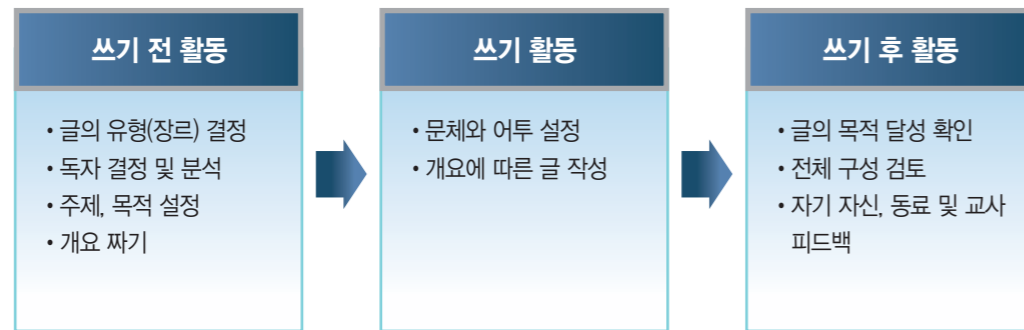 쓰기 전 활동
• 글의 유형(장르) 결정
• 독자 결정 및 분석
• 주제, 목적 설정
• 개요 짜기
쓰기 활동
• 문체와 어투 설정
• 개요에 따른 글 작성
쓰기 후 활동
• 글의 목적 달성 확인
• 전체 구성 검토
• 자기 자신, 동료 및 교사
피드백